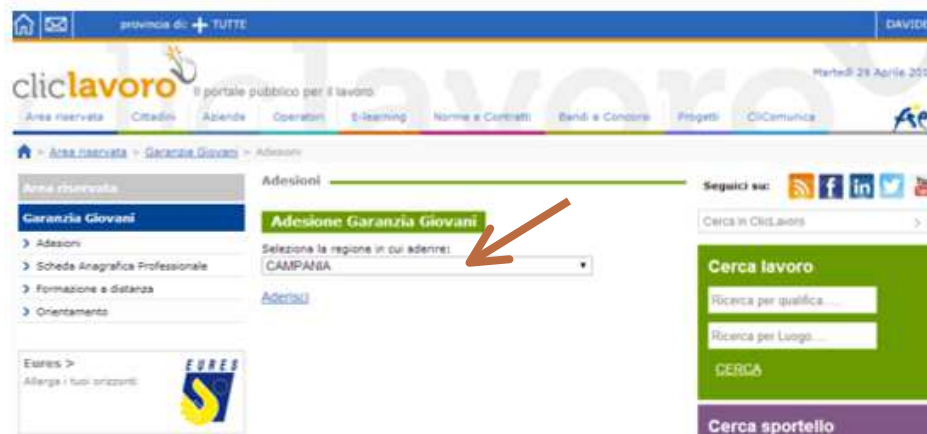 provincia di: + TUTTE
DAVIDE
cliclavoro
Il portale pubblico per il lavoro
Martedì 29 Aprile 201
Area riservata Cittadini Aziende Operatori E-learning Norme e Contratti Bandi e Concorsi Progetti CliComunica
> Area riservata > Garanzia Giovani > Adesioni
Area riservata
Garanzia Giovani
> Adesioni
> Scheda Anagrafica Professionale
> Formazione a distanza
> Orientamento
Eures >
Allarga i tuoi orizzonti
EURES
Adesioni
Adesione Garanzia Giovani
Seleziona la regione in cui aderire:
CAMPANIA
Aderisci
Seguici su:
Cerca in ClicLavoro >
Cerca lavoro
Ricerca per qualifica....
Ricerca per Luogo....
CERCA
Cerca sportello